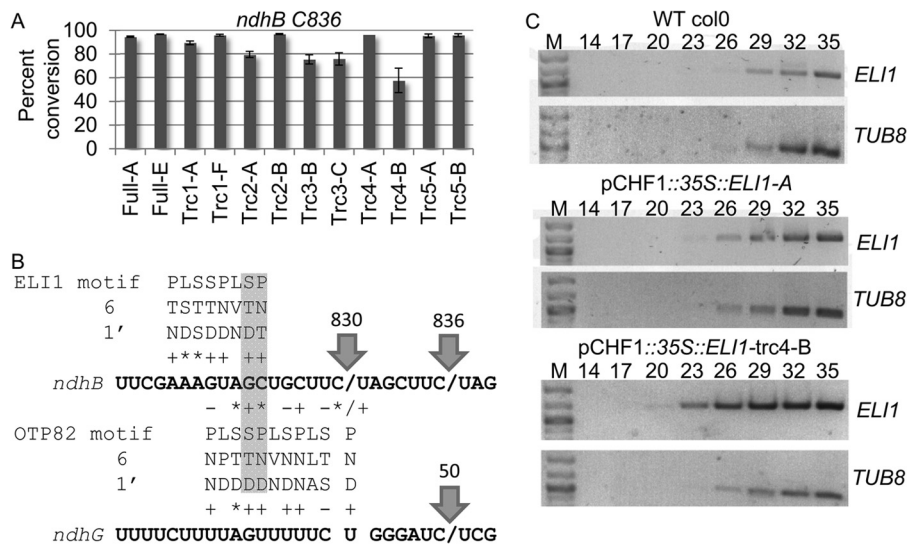 A
ndhB C836
Percent conversion
100
80
60
40
20
0
Full-A
Full-E
Trc1-A
Trc1-F
Trc2-A
Trc2-B
Trc3-B
Trc3-C
Trc4-A
Trc4-B
Trc5-A
Trc5-B
B
ELI1 motif PLSSPLSP
6 TSTTNVTN
1′ NDSDDNDT
+**++ ++
830 836
ndhB UUCGAAAGUAGCUGCUUC/UAGCUUC/UAG
- *+* -+ -*/+
OTP82 motif PLSSPLSPLS P
6 NPTTNVNNLT N
1′ NDDDDNDNAS D
+ *++ ++- - +
50
ndhG UUUUCUUUUAGUUUUUC U GGGAUC/UCG
C
WT col0
M 14 17 20 23 26 29 32 35
ELI1
TUB8
pCHF1::35S::ELI1-A
M 14 17 20 23 26 29 32 35
ELI1
TUB8
pCHF1::35S::ELI1-trc4-B
M 14 17 20 23 26 29 32 35
ELI1
TUB8